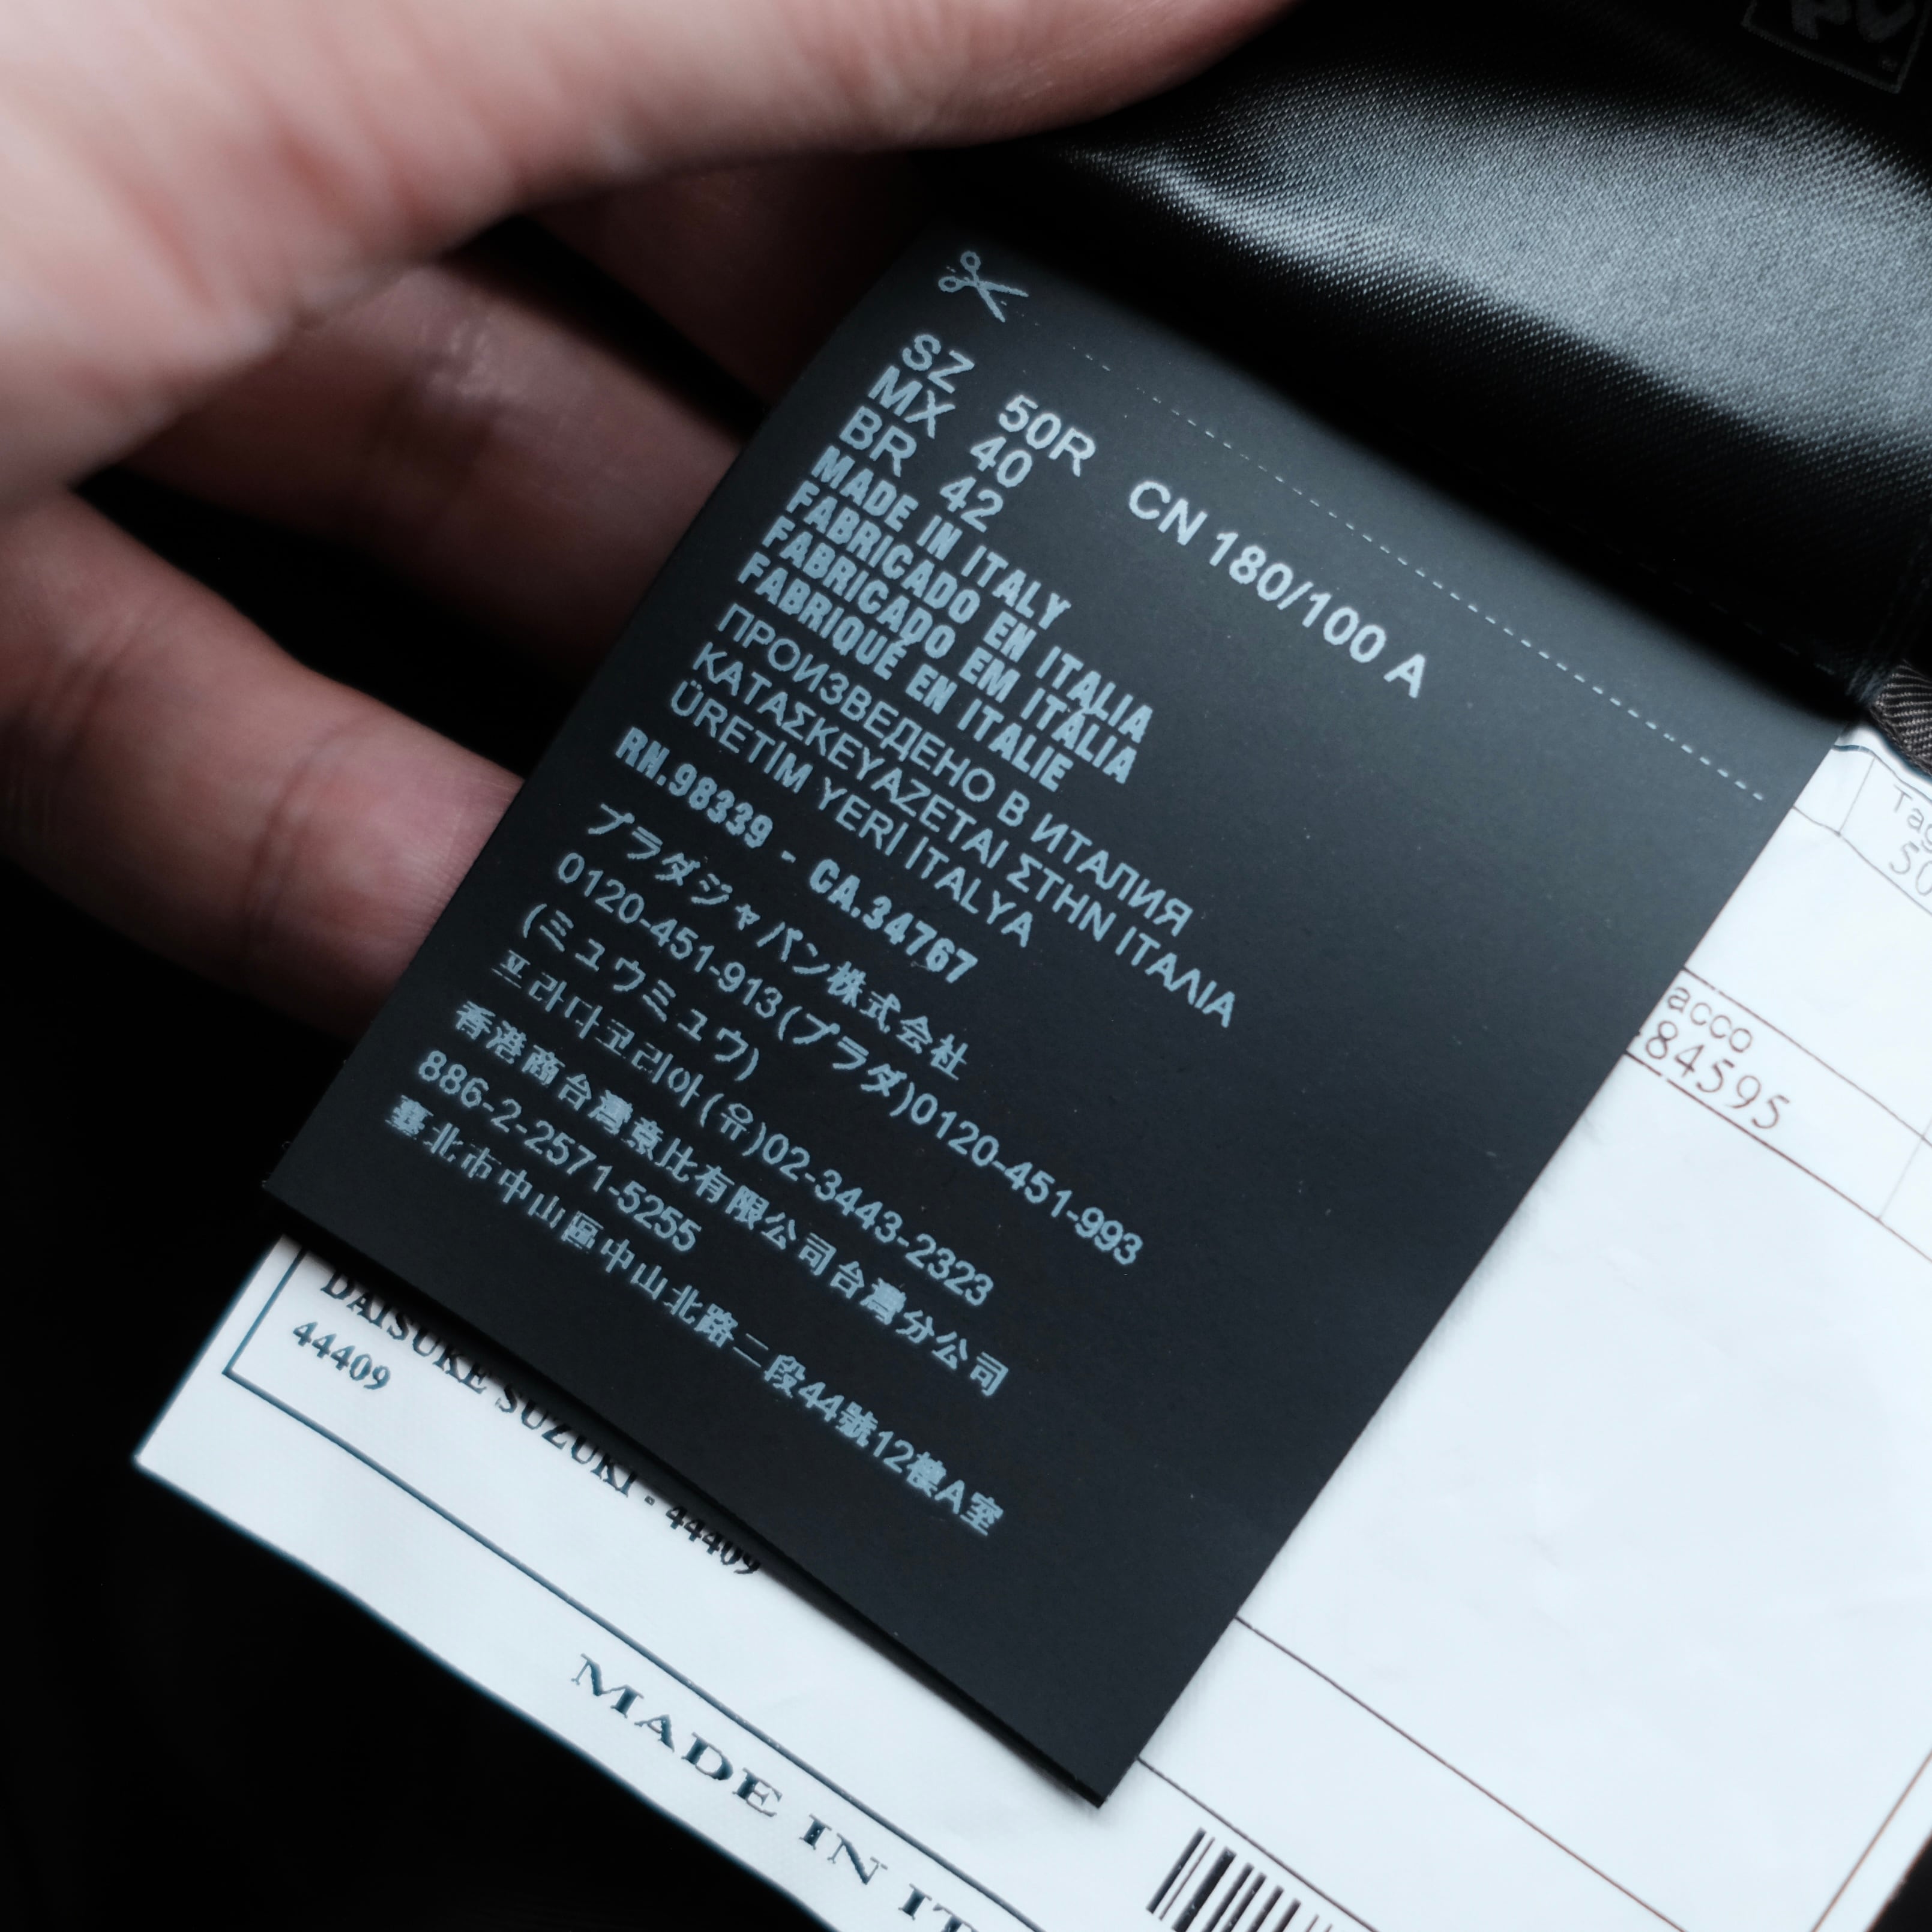 SZ 50R CN 180/100 A
MX 40
BR 42
MADE IN ITALY
FABRICADO EN ITALIA
FABRICADO EM ITÁLIA
FABRIQUÉ EN ITALIE
ПРОИЗВЕДЕНО В ИТАЛИЯ
ΚΑΤΑΣΚΕΥΑΖΕΤΑΙ ΣΤΗΝ ΙΤΑΛΙΑ
ÜRETİM YERİ ITALYA
RN.98339 - CA.34767
プラダジャパン株式会社
0120-451-913(プラダ)0120-451-993
(ミュウミュウ)
프라다코리아(유)02-3443-2323
香港商台灣意比有限公司台灣分公司
886-2-2571-5255
臺北市中山區中山北路二段44號12樓A室
acco
84595
DAISUKE SUZUKI - 44409
44409
MADE IN